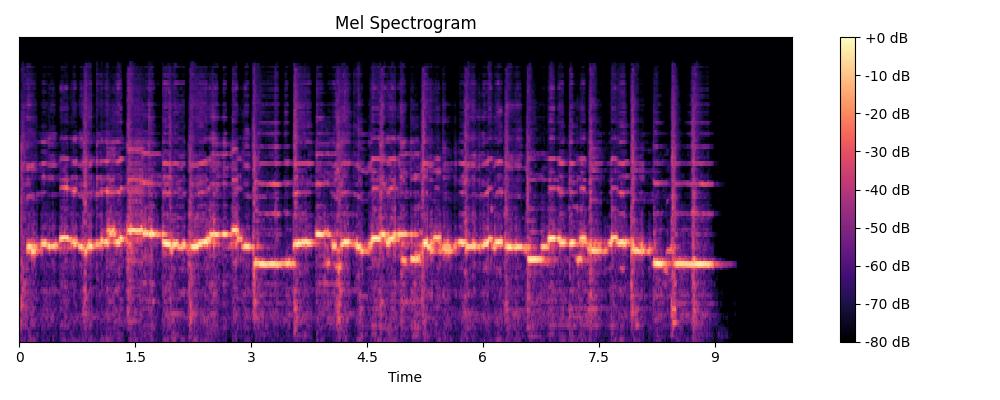 Mel Spectrogram
+0 dB
-10 dB
-20 dB
-30 dB
-40 dB
-50 dB
-60 dB
-70 dB
-80 dB
0 1.5 3 4.5 6 7.5 9
Time